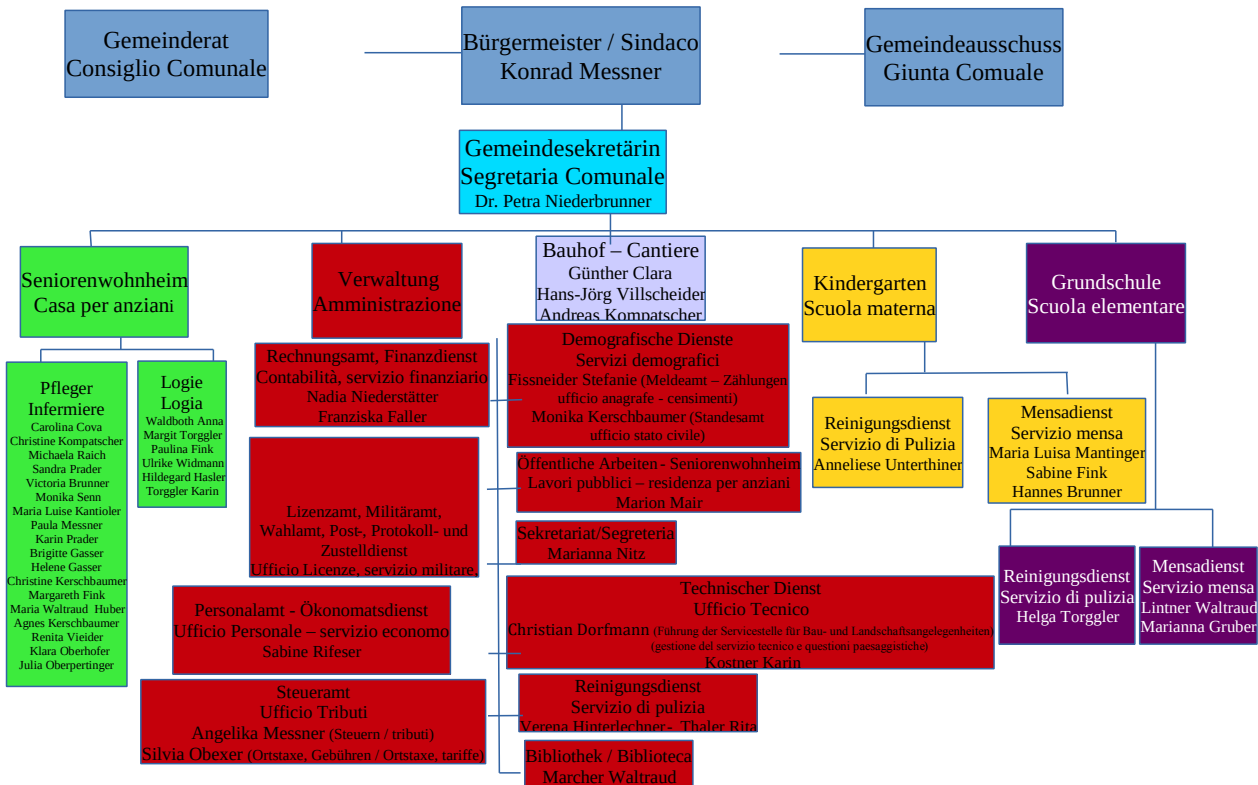 Gemeinderat
Consiglio Comunale
Bürgermeister / Sindaco
Konrad Messner
Gemeindeausschuss
Giunta Comuale
Gemeindesekretärin
Segretaria Comunale
Dr. Petra Niederbrunner
Seniorenwohnheim
Casa per anziani
Verwaltung
Amministrazione
Bauhof – Cantiere
Günther Clara
Hans-Jörg Villscheider
Andreas Kompatscher
Kindergarten
Scuola materna
Grundschule
Scuola elementare
Pfleger
Infermiere
Carolina Cova
Christine Kompatscher
Michaela Raich
Sandra Prader
Victoria Brunner
Monika Senn
Maria Luise Kantioler
Paula Messner
Karin Prader
Brigitte Gasser
Helene Gasser
Christine Kerschbaumer
Margareth Fink
Maria Waltraud Huber
Agnes Kerschbaumer
Renita Vieider
Klara Oberhofer
Julia Oberpertinger
Logie
Logia
Waldboth Anna
Margit Torggler
Paulina Fink
Ulrike Widmann
Hildegard Hasler
Torggler Karin
Rechnungsamt, Finanzdienst
Contabilità, servizio finanziario
Nadia Niederstätter
Franziska Faller
Lizenzamt, Militäramt,
Wahlamt, Post-, Protokoll- und
Zustelldienst
Ufficio Licenze, servizio militare,
Personalamt - Ökonomatsdienst
Ufficio Personale – servizio economo
Sabine Rifeser
Steueramt
Ufficio Tributi
Angelika Messner (Steuern / tributi)
Silvia Obexer (Ortstaxe, Gebühren / Ortstaxe, tariffe)
Demografische Dienste
Servizi demografici
Fissneider Stefanie (Meldeamt – Zählungen
ufficio anagrafe - censimenti)
Monika Kerschbaumer (Standesamt
ufficio stato civile)
Öffentliche Arbeiten - Seniorenwohnheim
Lavori pubblici – residenza per anziani
Marion Mair
Sekretariat/Segreteria
Marianna Nitz
Technischer Dienst
Ufficio Tecnico
Christian Dorfmann (Führung der Servicestelle für Bau- und Landschaftsangelegenheiten)
(gestione del servizio tecnico e questioni paesaggistiche)
Kostner Karin
Reinigungsdienst
Servizio di pulizia
Verena Hinterlechner - Thaler Rita
Bibliothek / Biblioteca
Marcher Waltraud
Reinigungsdienst
Servizio di Pulizia
Anneliese Unterthiner
Mensadienst
Servizio mensa
Maria Luisa Mantinger
Sabine Fink
Hannes Brunner
Reinigungsdienst
Servizio di pulizia
Helga Torggler
Mensadienst
Servizio mensa
Lintner Waltraud
Marianna Gruber